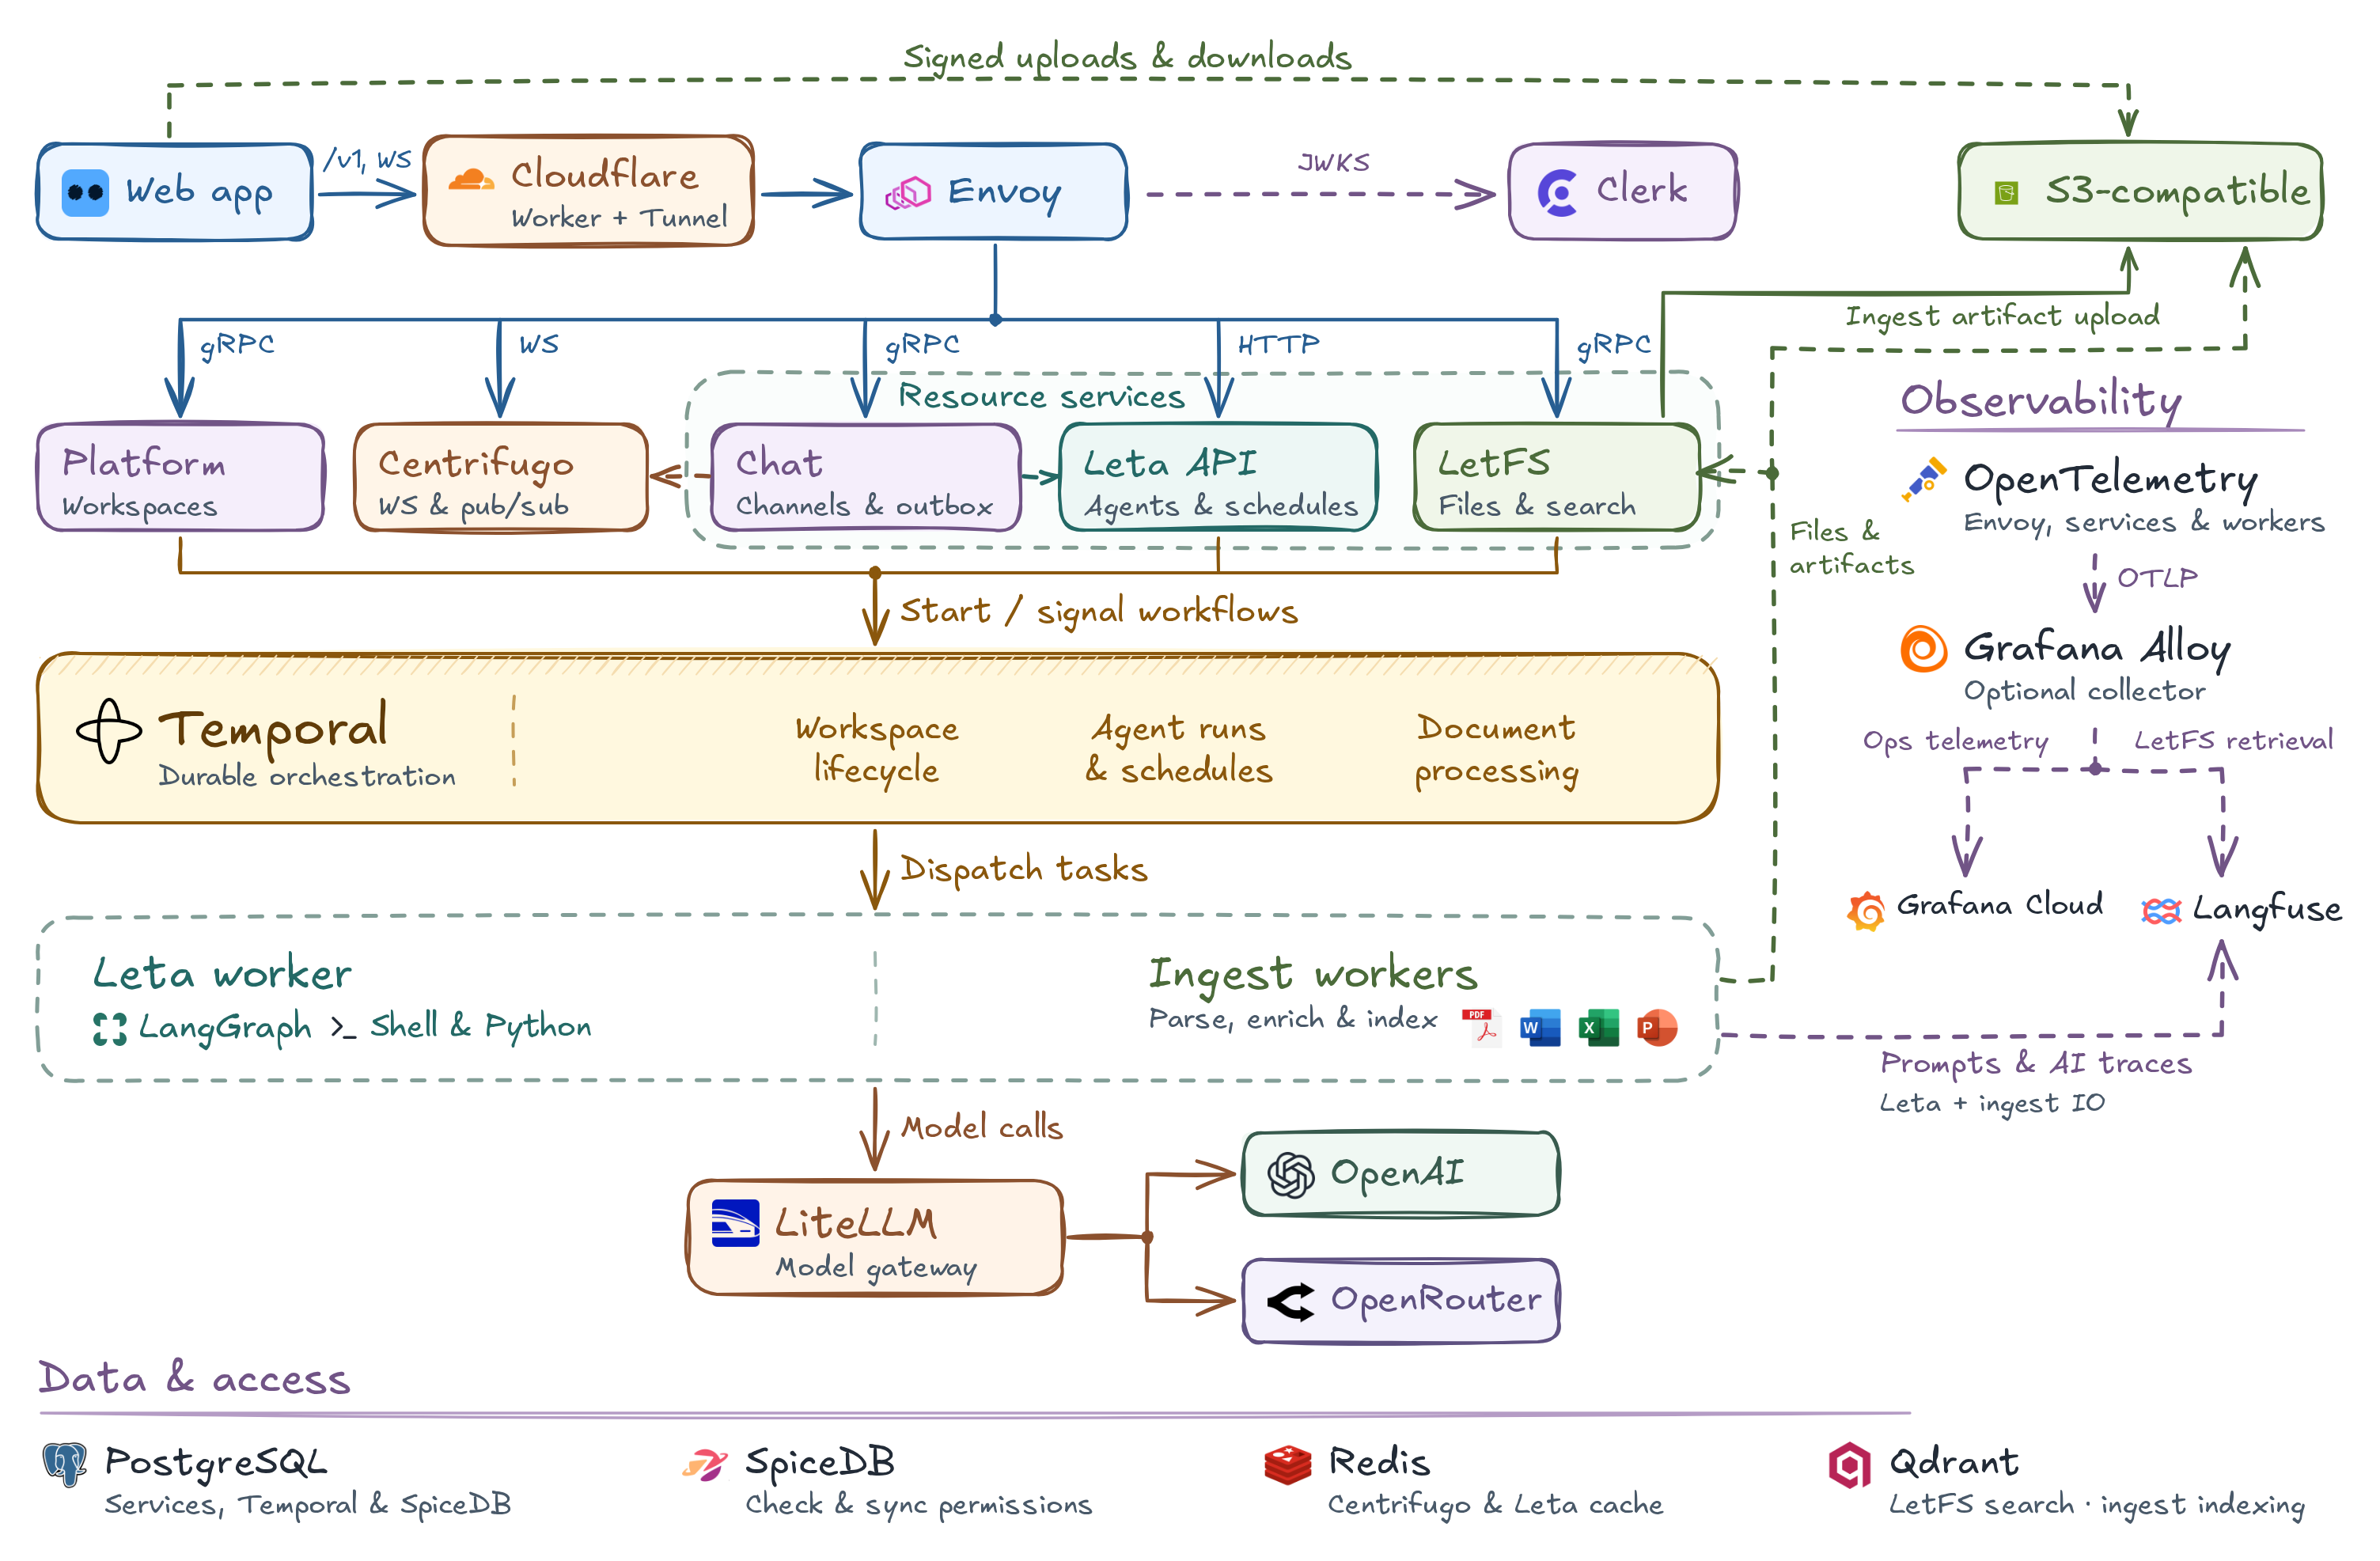 Signed uploads & downloads
Web app
/v1, WS
Cloudflare
Worker + Tunnel
Envoy
JWKS
Clerk
S3-compatible
Ingest artifact upload
gRPC
WS
gRPC
HTTP
gRPC
Resource services
Platform
Workspaces
Centrifugo
WS & pub/sub
Chat
Channels & outbox
Leta API
Agents & schedules
LetFS
Files & search
Files &
artifacts
Start / signal workflows
Temporal
Durable orchestration
Workspace
lifecycle
Agent runs
& schedules
Document
processing
Dispatch tasks
Leta worker
LangGraph >_ Shell & Python
Ingest workers
Parse, enrich & index
PDF
W
X
P
Model calls
LiteLLM
Model gateway
OpenAI
OpenRouter
Observability
OpenTelemetry
Envoy, services & workers
OTLP
Grafana Alloy
Optional collector
Ops telemetry
LetFS retrieval
Grafana Cloud
Langfuse
Prompts & AI traces
Leta + ingest IO
Data & access
PostgreSQL
Services, Temporal & SpiceDB
SpiceDB
Check & sync permissions
Redis
Centrifugo & Leta cache
Qdrant
LetFS search · ingest indexing